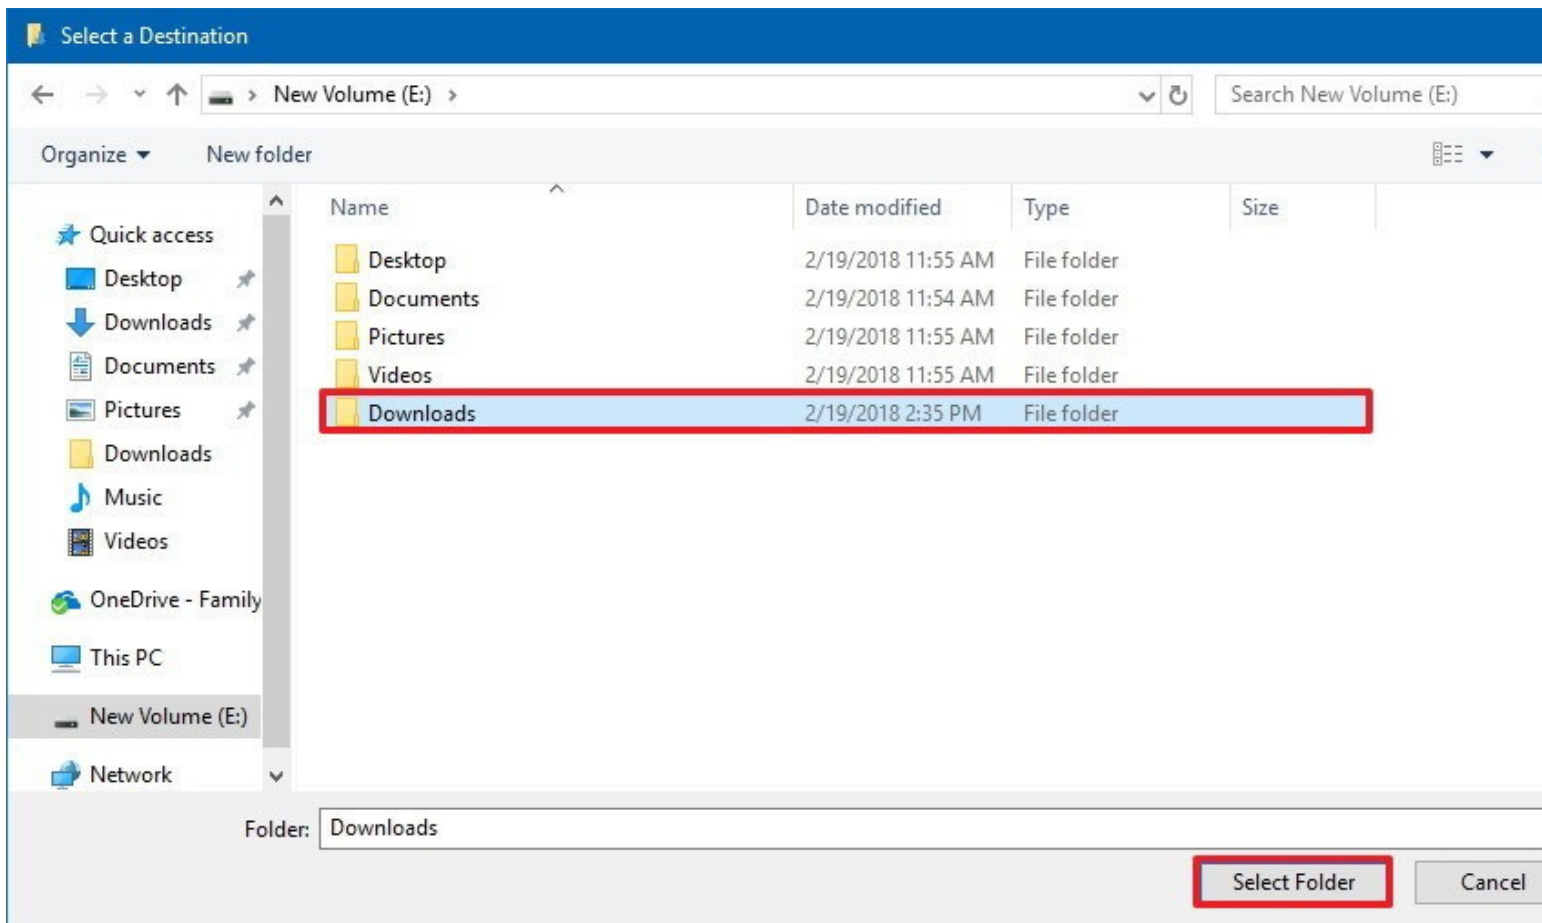 Select a Destination
New Volume (E:)
Search New Volume (E:)
Organize New folder
Quick access
Desktop
Downloads
Documents
Pictures
Downloads
Music
Videos
OneDrive - Family
This PC
New Volume (E:)
Network
Name Date modified Type Size
Desktop 2/19/2018 11:55 AM File folder
Documents 2/19/2018 11:54 AM File folder
Pictures 2/19/2018 11:55 AM File folder
Videos 2/19/2018 11:55 AM File folder
Downloads 2/19/2018 2:35 PM File folder
Folder: Downloads
Select Folder Cancel